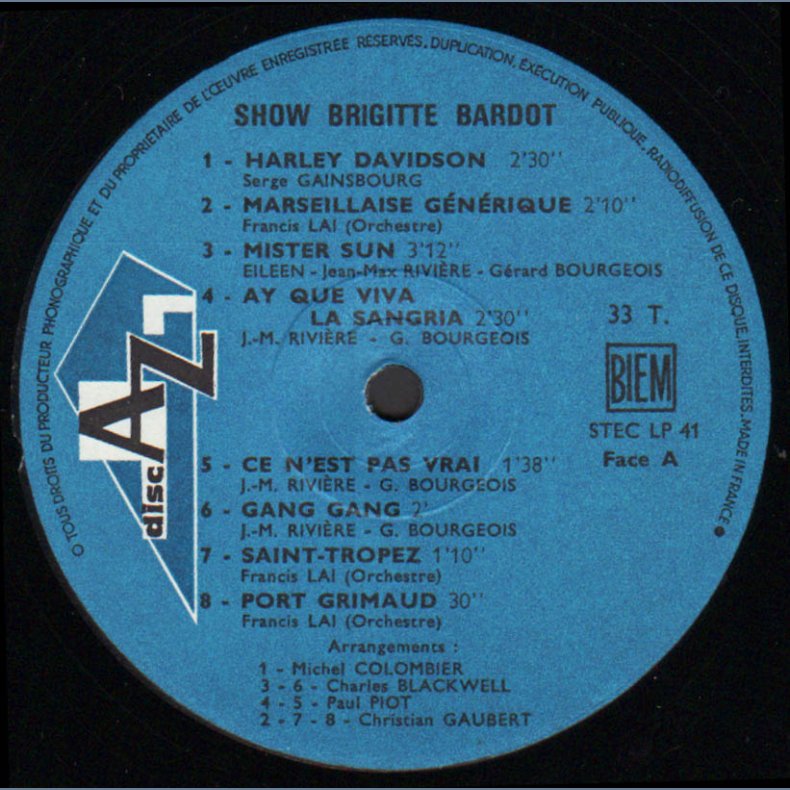 O TOUS DROITS DU PRODUCTEUR PHONOGRAPHIQUE ET DU PROPRIETAIRE DE L'ŒUVRE ENREGISTRÉE RÉSERVÉS. DUPLICATION, EXÉCUTION PUBLIQUE, RADIODIFFUSION DE CE DISQUE INTERDITES. MADE IN FRANCE
SHOW BRIGITTE BARDOT
1 - HARLEY DAVIDSON 2'30''
Serge GAINSBOURG
2 - MARSEILLAISE GÉNÉRIQUE 2'10''
Francis LAI (Orchestre)
3 - MISTER SUN 3'12''
EILEEN - Jean-Max RIVIÈRE - Gérard BOURGEOIS
4 - AY QUE VIVA
LA SANGRIA 2'30''
J.-M. RIVIÈRE - G. BOURGEOIS
33 T.
BIEM
STEC LP 41
Face A
disc AZ
5 - CE N'EST PAS VRAI 1'38''
J.-M. RIVIÈRE - G. BOURGEOIS
6 - GANG GANG 2'
J.-M. RIVIÈRE - G. BOURGEOIS
7 - SAINT-TROPEZ 1'10''
Francis LAI (Orchestre)
8 - PORT GRIMAUD 30''
Francis LAI (Orchestre)
Arrangements :
1 - Michel COLOMBIER
3 - 6 - Charles BLACKWELL
4 - 5 - Paul PIOT
2 - 7 - 8 - Christian GAUBERT